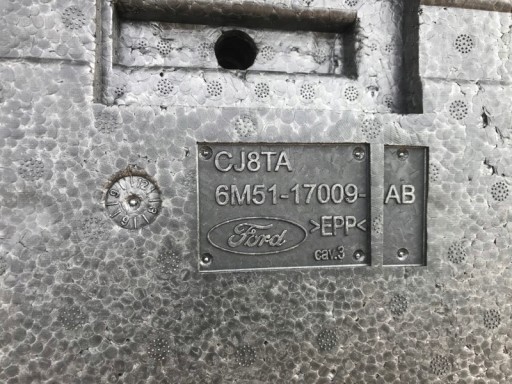 CJ8TA
6M51-17009-AB
Ford >EPP<
cav.3